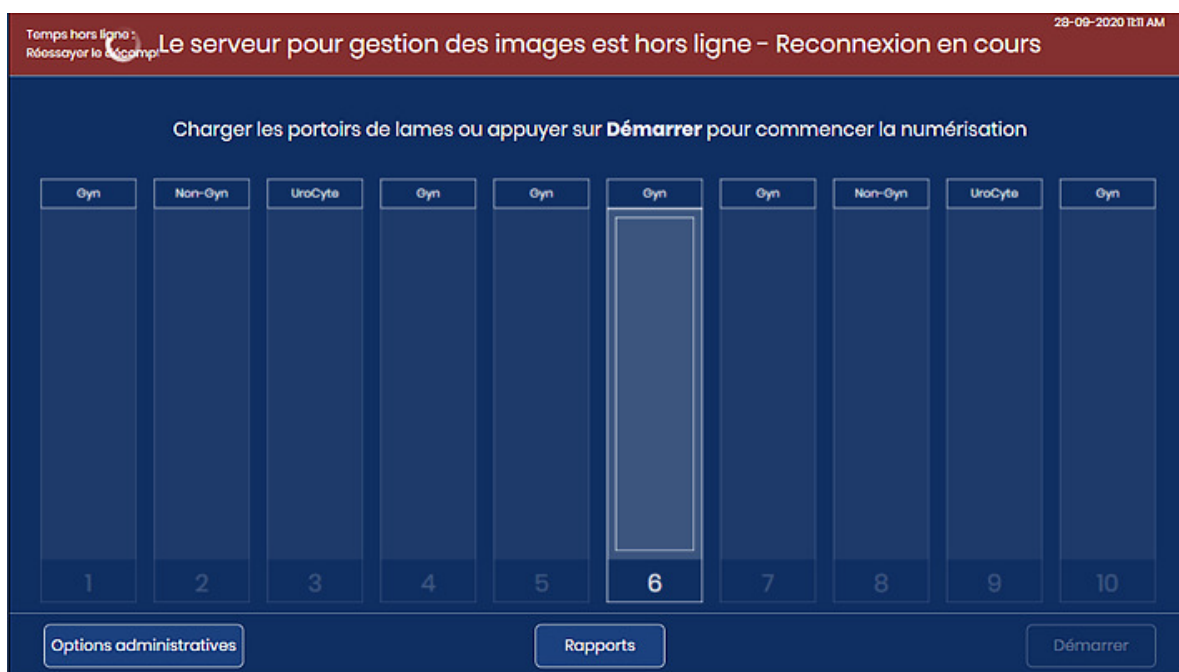 28-09-2020 11:11 AM
Temps hors ligne :
Réessayer le décompt
Le serveur pour gestion des images est hors ligne - Reconnexion en cours
Charger les portoirs de lames ou appuyer sur Démarrer pour commencer la numérisation
Gyn Non-Gyn UroCyte Gyn Gyn Gyn Gyn Non-Gyn UroCyte Gyn
1 2 3 4 5 6 7 8 9 10
Options administratives Rapports Démarrer